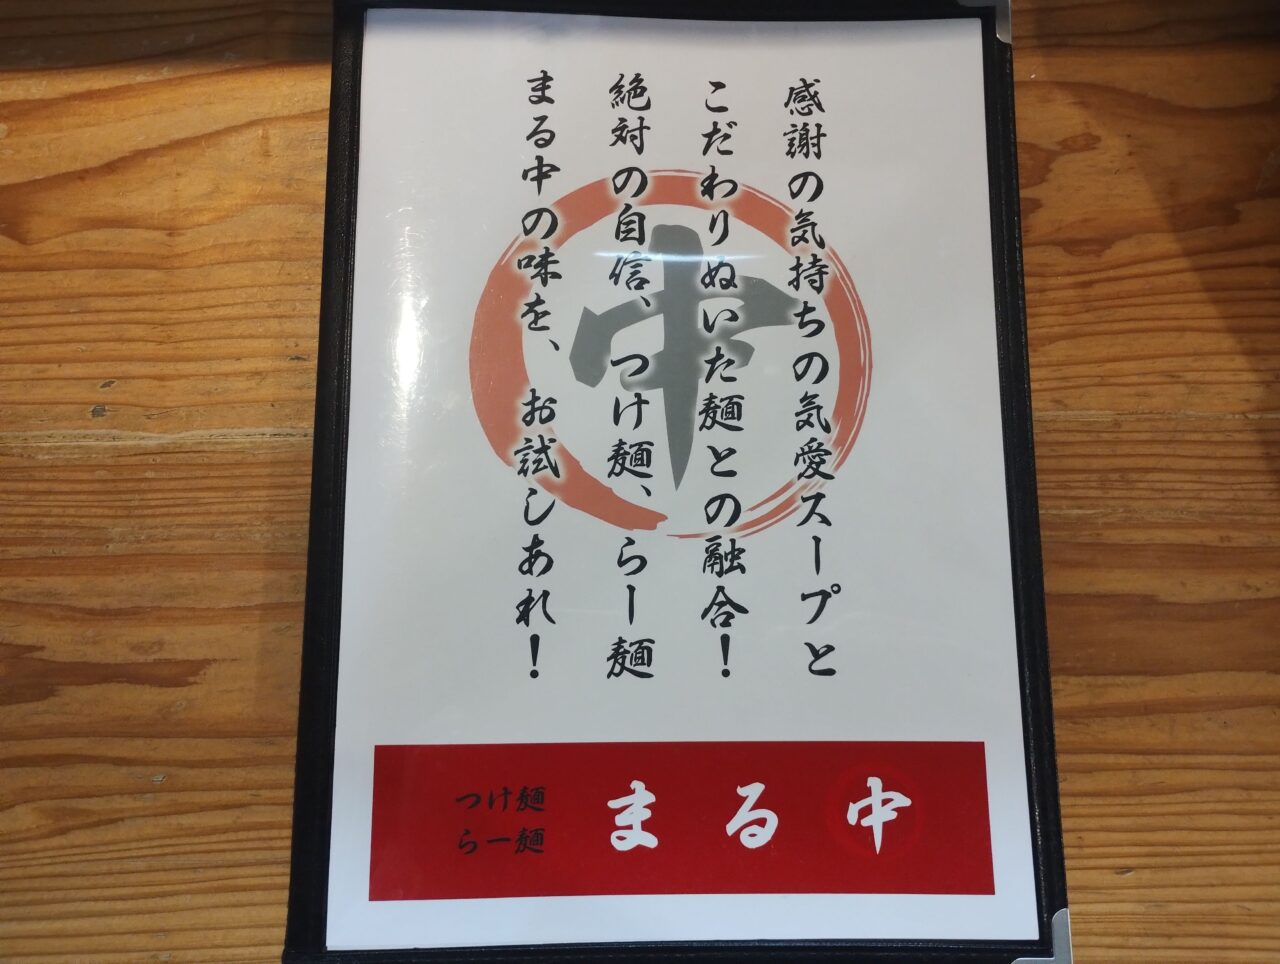 感謝の気持ちの気愛スープと
こだわりぬいた麺との融合！
絶対の自信、つけ麺、らー麺
まる中の味を、お試しあれ！
中
つけ麺
らー麺
まる中